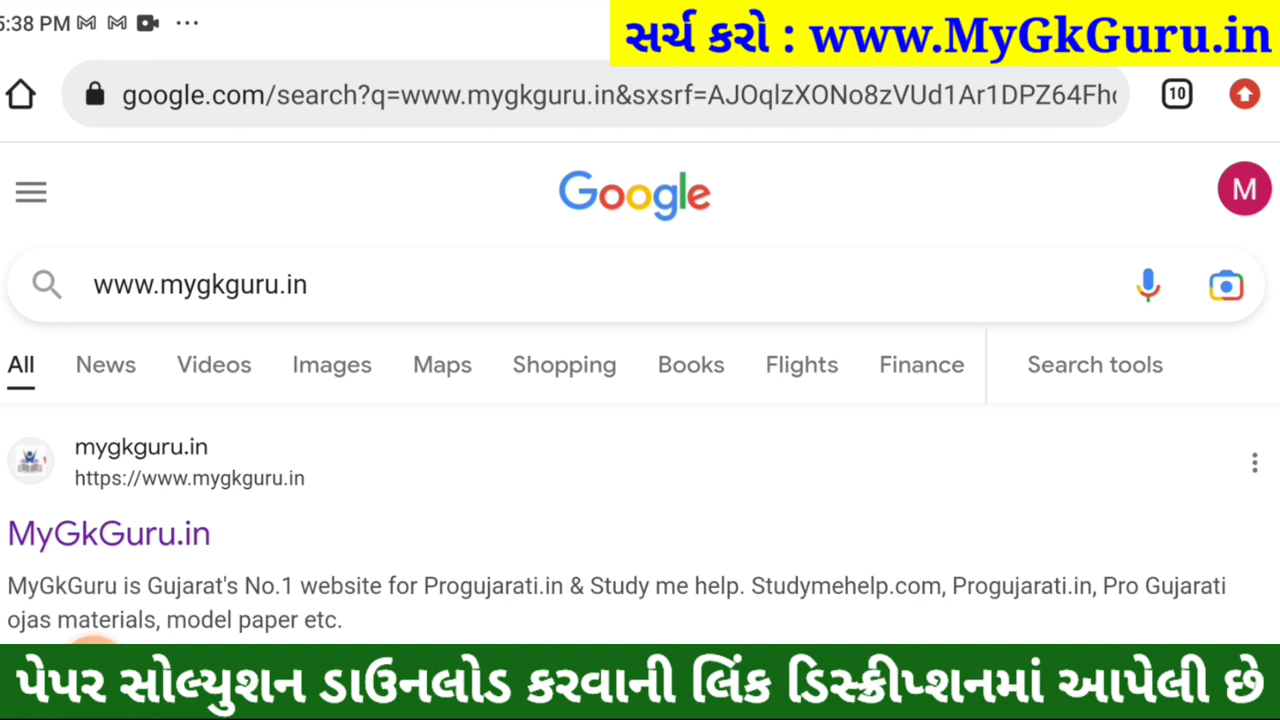 5:38 PM
સર્ચ કરો : www.MyGkGuru.in
google.com/search?q=www.mygkguru.in&sxsrf=AJOqlzXONo8zVUd1Ar1DPZ64Fh
10
Google
M
www.mygkguru.in
All News Videos Images Maps Shopping Books Flights Finance Search tools
mygkguru.in
https://www.mygkguru.in
MyGkGuru.in
MyGkGuru is Gujarat's No.1 website for Progujarati.in & Study me help. Studymehelp.com, Progujarati.in, Pro Gujarati
ojas materials, model paper etc.
પેપર સોલ્યુશન ડાઉનલોડ કરવાની લિંક ડિસ્ક્રીપ્શનમાં આપેલી છે